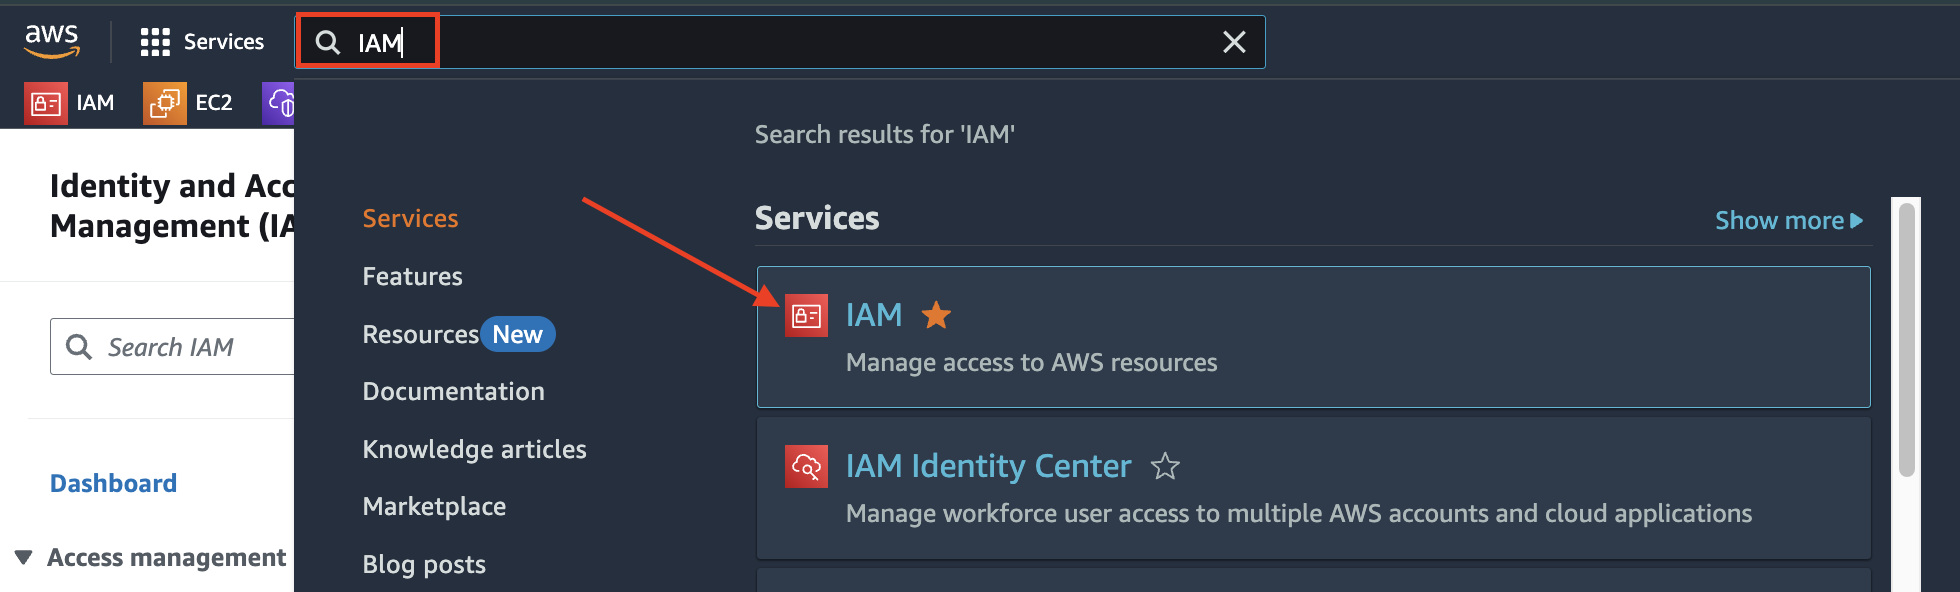 aws
Services
IAM
IAM
EC2
Search results for 'IAM'
Identity and Acc
Management (IA
Services
Features
Resources New
Documentation
Knowledge articles
Marketplace
Blog posts
Services
Show more
IAM
Manage access to AWS resources
IAM Identity Center
Manage workforce user access to multiple AWS accounts and cloud applications
Search IAM
Dashboard
Access management